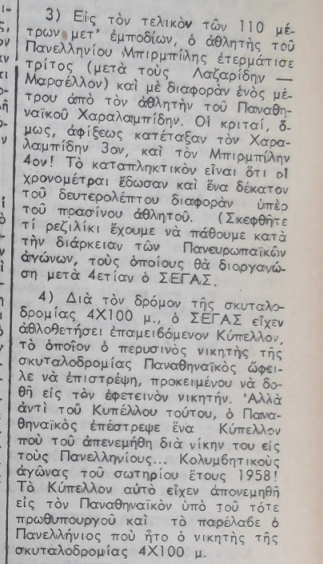 3) Εἰς τὸν τελικὸν τῶν 110 μέ-
τρων μετ' ἐμποδίων, ὁ ἀθλητὴς τοῦ
Πανελληνίου Μπιρμπίλης ἐτερμάτισε
τρίτος (μετὰ τοὺς Λαζαρίδην —
Μαρσέλλον) καὶ μὲ διαφορὰν ἑνὸς μέ-
τρου ἀπὸ τὸν ἀθλητὴν τοῦ Παναθη-
ναϊκοῦ Χαραλαμπίδην. Οἱ κριταί, ὅ-
μως, ἀφίξεως κατέταξαν τὸν Χαρα-
λαμπίδην 3ον, καὶ τὸν Μπιρμπίλην
4ον! Τὸ καταπληκτικὸν εἶναι ὅτι οἱ
χρονομέτραι ἔδωσαν καὶ ἕνα δέκατον
τοῦ δευτερολέπτου διαφορὰν ὑπὲρ
τοῦ πρασίνου ἀθλητοῦ. (Σκεφθῆτε
τί ρεζιλίκι ἔχουμε νὰ πάθουμε κατὰ
τὴν διάρκειαν τῶν Πανευρωπαϊκῶν
ἀγώνων, τοὺς ὁποίους θὰ διοργανώ-
ση μετὰ 4ετίαν ὁ ΣΕΓΑΣ.
4) Διὰ τὸν δρόμον τῆς σκυταλο-
δρομίας 4Χ100 μ., ὁ ΣΕΓΑΣ εἶχεν
ἀθλοθετήσει ἐπαμειβόμενον Κύπελλον,
τὸ ὁποῖον ὁ περυσινὸς νικητὴς τῆς
σκυταλοδρομίας Παναθηναϊκὸς ὤφει-
λε νὰ ἐπιστρέψη, προκειμένου νὰ δο-
θῆ εἰς τὸν ἐφετεινὸν νικητήν. Ἀλλὰ
ἀντὶ τοῦ Κυπέλλου τούτου, ὁ Πανα-
θηναϊκὸς ἐπέστρεψε ἕνα Κύπελλον
ποὺ τοῦ ἀπενεμήθη διὰ νίκην του εἰς
τοὺς Πανελληνίους... Κολυμβητικοὺς
ἀγῶνας τοῦ σωτηρίου ἔτους 1958!
Τὸ Κύπελλον αὐτὸ εἶχεν ἀπονεμηθῆ
εἰς τὸν Παναθηναϊκὸν ὑπὸ τοῦ τότε
πρωθυπουργοῦ καὶ τὸ παρέλαβε ὁ
Πανελλήνιος ποὺ ἦτο ὁ νικητὴς τῆς
σκυταλοδρομίας 4Χ100 μ.